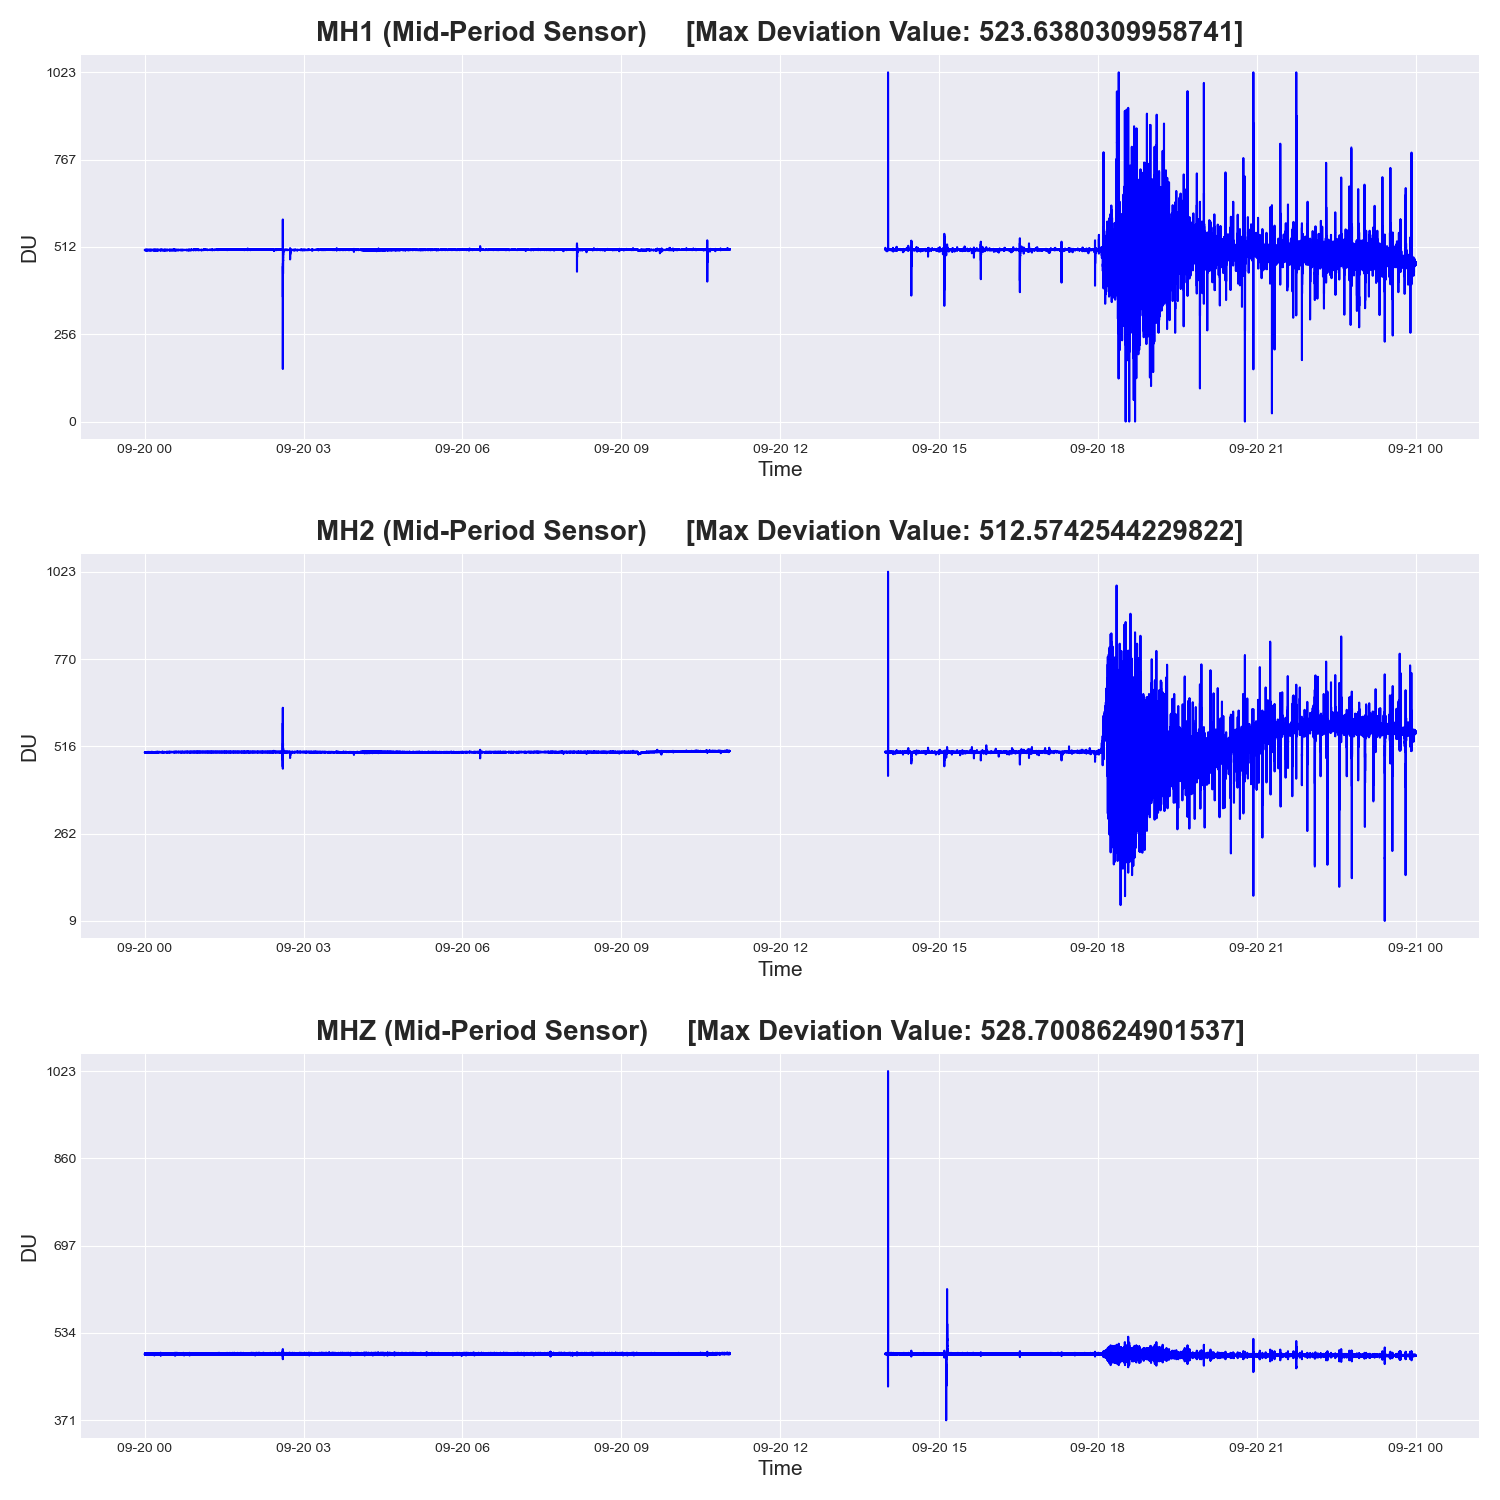 MH1 (Mid-Period Sensor) [Max Deviation Value: 523.6380309958741]
1023
767
512
256
0
DU
09-20 00 09-20 03 09-20 06 09-20 09 09-20 12 09-20 15 09-20 18 09-20 21 09-21 00
Time
MH2 (Mid-Period Sensor) [Max Deviation Value: 512.5742544229822]
1023
770
516
262
9
DU
09-20 00 09-20 03 09-20 06 09-20 09 09-20 12 09-20 15 09-20 18 09-20 21 09-21 00
Time
MHZ (Mid-Period Sensor) [Max Deviation Value: 528.7008624901537]
1023
860
697
534
371
DU
09-20 00 09-20 03 09-20 06 09-20 09 09-20 12 09-20 15 09-20 18 09-20 21 09-21 00
Time